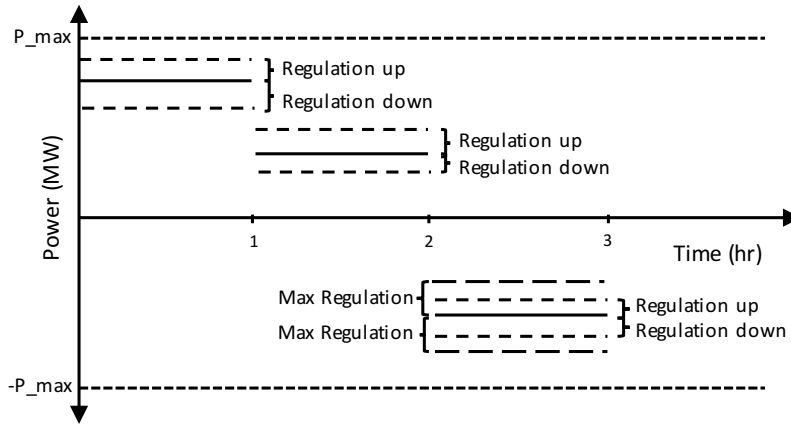 P_max
Regulation up
Regulation down
Regulation up
Regulation down
Power (MW)
1
2
3
Time (hr)
Max Regulation
Regulation up
Max Regulation
Regulation down
-P_max